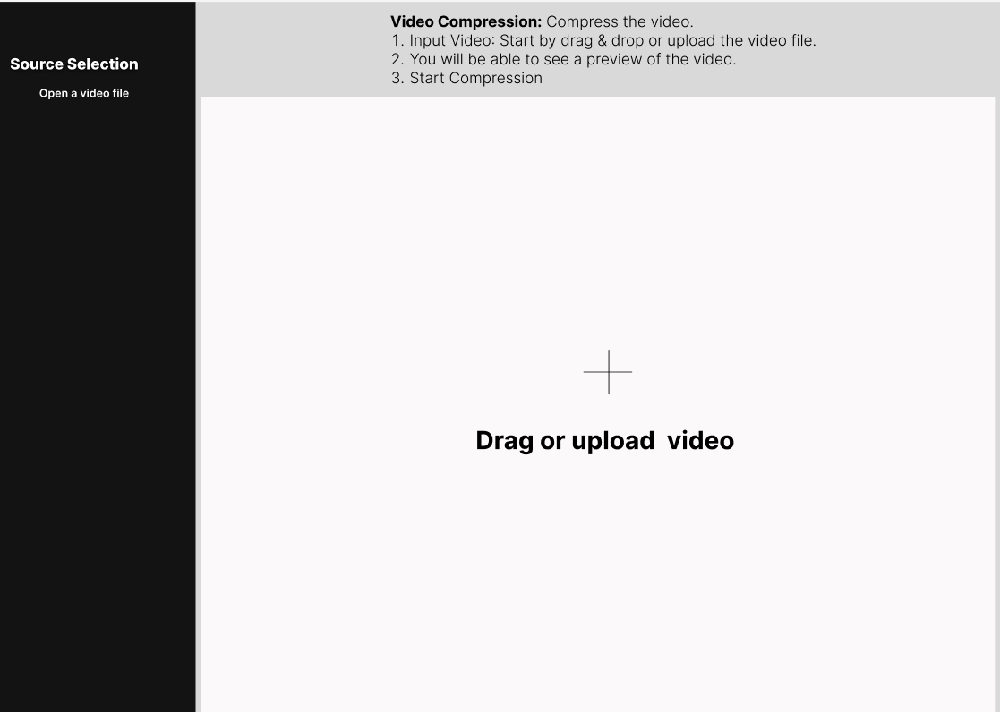 Source Selection
Open a video file
Video Compression: Compress the video.
1. Input Video: Start by drag & drop or upload the video file.
2. You will be able to see a preview of the video.
3. Start Compression
Drag or upload  video